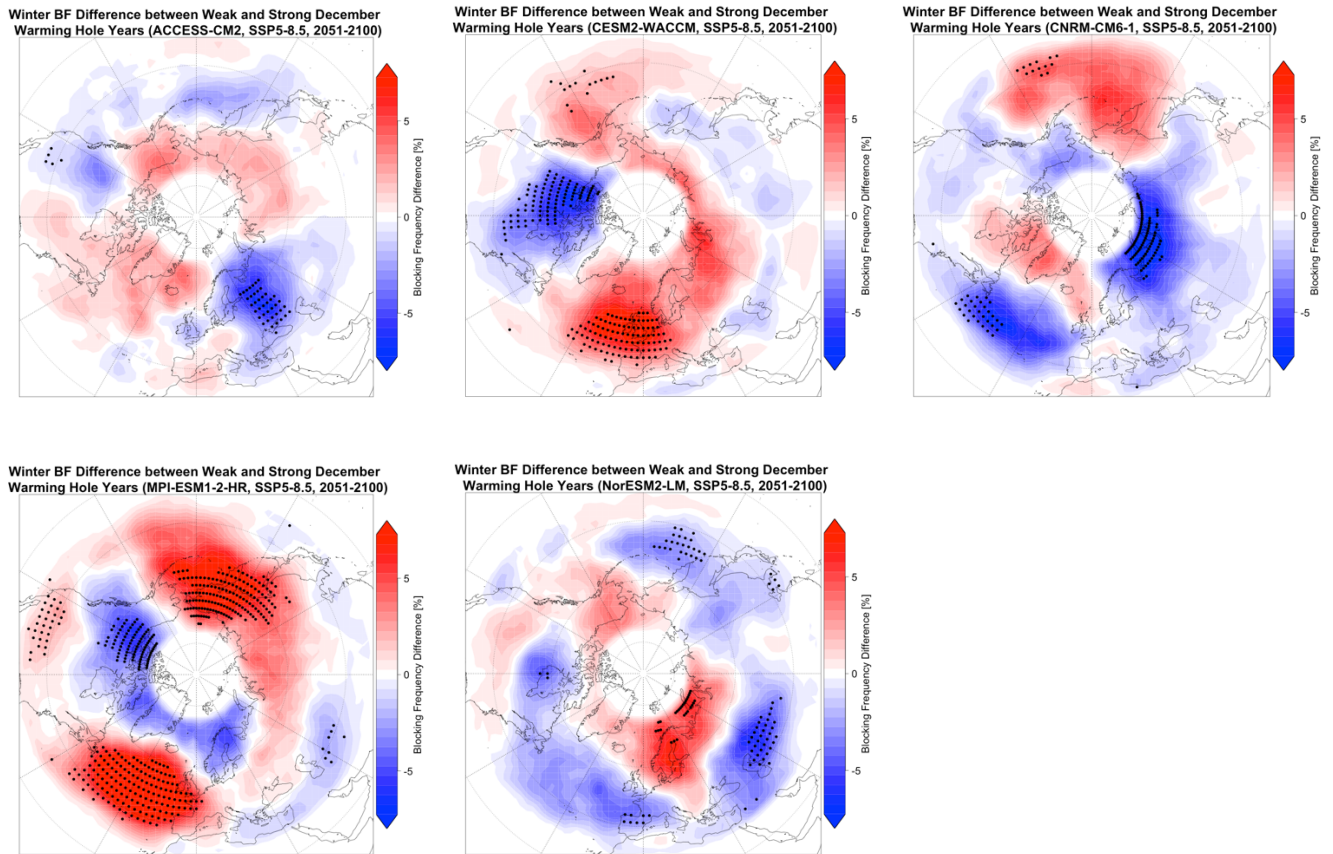 Winter BF Difference between Weak and Strong December
Warming Hole Years (ACCESS-CM2, SSP5-8.5, 2051-2100)
5
0
-5
Blocking Frequency Difference [%]
Winter BF Difference between Weak and Strong December
Warming Hole Years (CESM2-WACCM, SSP5-8.5, 2051-2100)
5
0
-5
Blocking Frequency Difference [%]
Winter BF Difference between Weak and Strong December
Warming Hole Years (CNRM-CM6-1, SSP5-8.5, 2051-2100)
5
0
-5
Blocking Frequency Difference [%]
Winter BF Difference between Weak and Strong December
Warming Hole Years (MPI-ESM1-2-HR, SSP5-8.5, 2051-2100)
5
0
-5
Blocking Frequency Difference [%]
Winter BF Difference between Weak and Strong December
Warming Hole Years (NorESM2-LM, SSP5-8.5, 2051-2100)
5
0
-5
Blocking Frequency Difference [%]